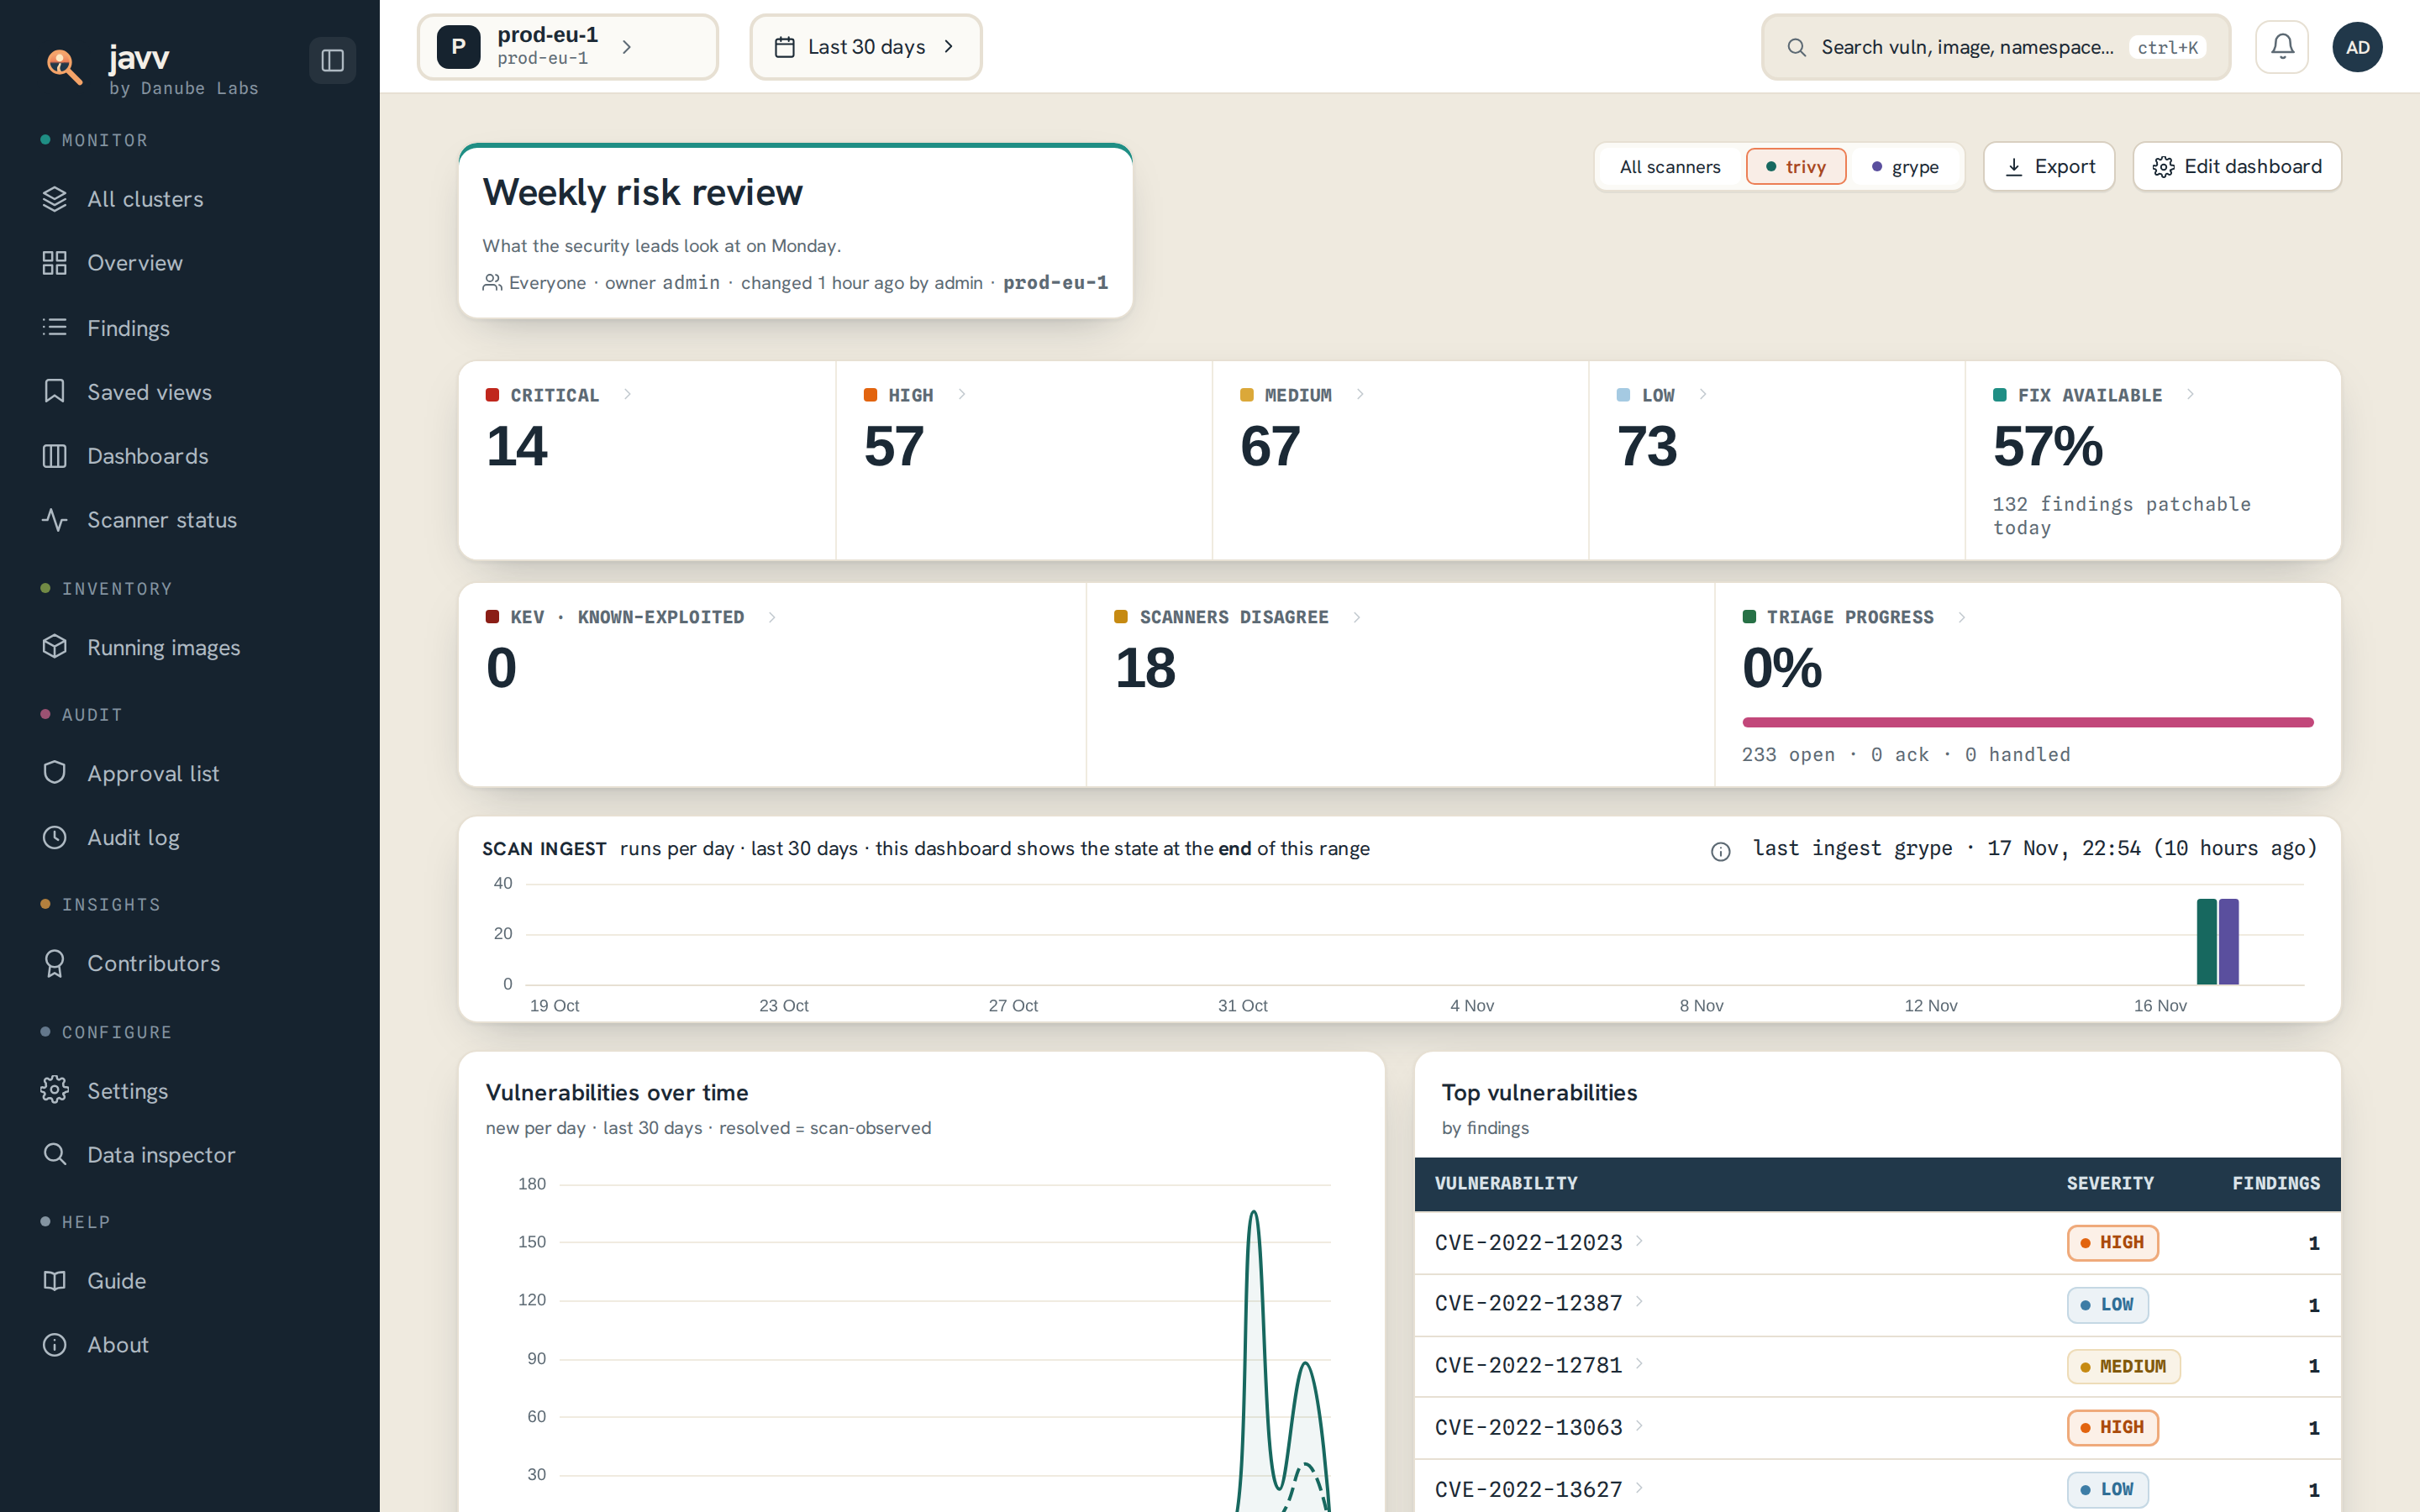 javv
by Danube Labs
MONITOR
All clusters
Overview
Findings
Saved views
Dashboards
Scanner status
INVENTORY
Running images
AUDIT
Approval list
Audit log
INSIGHTS
Contributors
CONFIGURE
Settings
Data inspector
HELP
Guide
About
P
prod-eu-1
prod-eu-1
Last 30 days
Search vuln, image, namespace...
ctrl+K
AD
Weekly risk review
What the security leads look at on Monday.
Everyone · owner admin · changed 1 hour ago by admin · prod-eu-1
All scanners
trivy
grype
Export
Edit dashboard
CRITICAL
14
HIGH
57
MEDIUM
67
LOW
73
FIX AVAILABLE
57%
132 findings patchable
today
KEV · KNOWN-EXPLOITED
0
SCANNERS DISAGREE
18
TRIAGE PROGRESS
0%
233 open · 0 ack · 0 handled
SCAN INGEST runs per day · last 30 days · this dashboard shows the state at the end of this range
last ingest grype · 17 Nov, 22:54 (10 hours ago)
40
20
0
19 Oct 23 Oct 27 Oct 31 Oct 4 Nov 8 Nov 12 Nov 16 Nov
Vulnerabilities over time
new per day · last 30 days · resolved = scan-observed
180
150
120
90
60
30
Top vulnerabilities
by findings
VULNERABILITY SEVERITY FINDINGS
CVE-2022-12023 HIGH 1
CVE-2022-12387 LOW 1
CVE-2022-12781 MEDIUM 1
CVE-2022-13063 HIGH 1
CVE-2022-13627 LOW 1